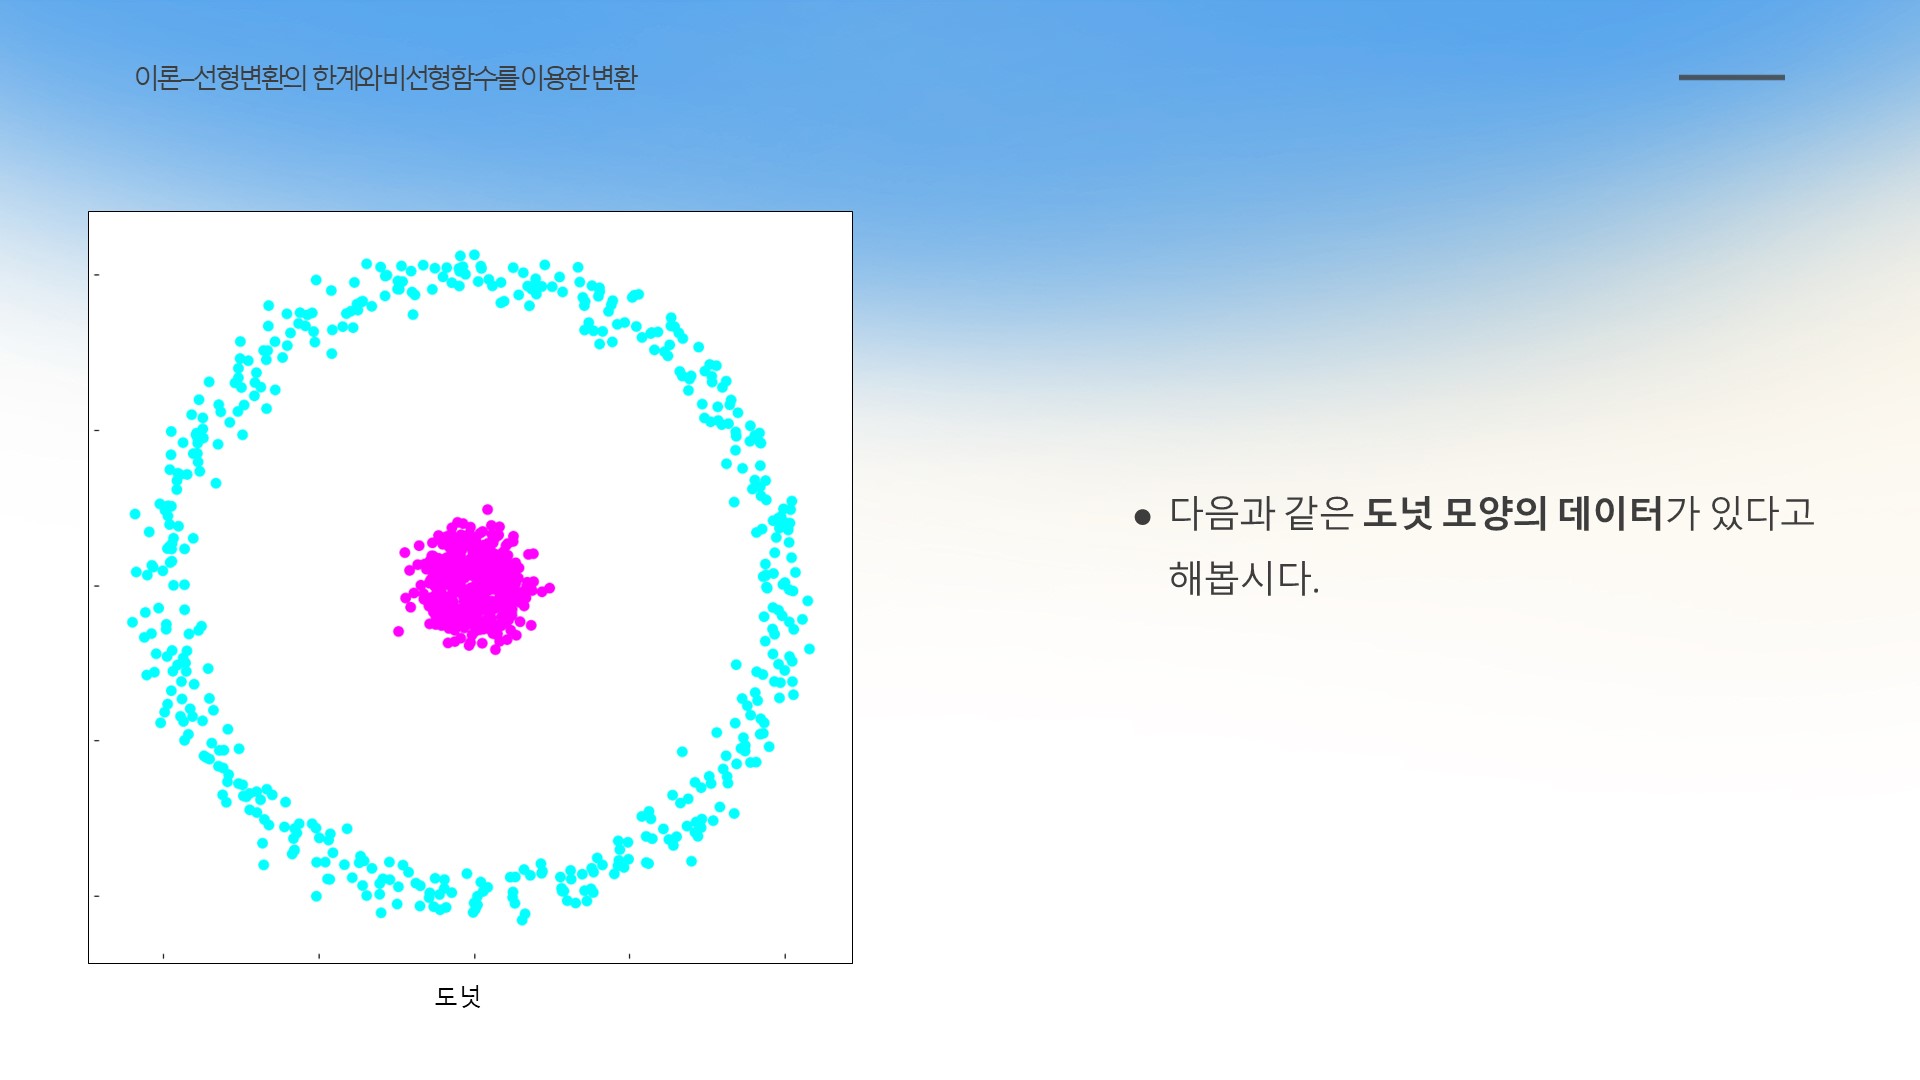 이론–선형변환의 한계와 비선형함수를 이용한 변환
● 다음과 같은 도넛 모양의 데이터가 있다고
해봅시다.
도넛